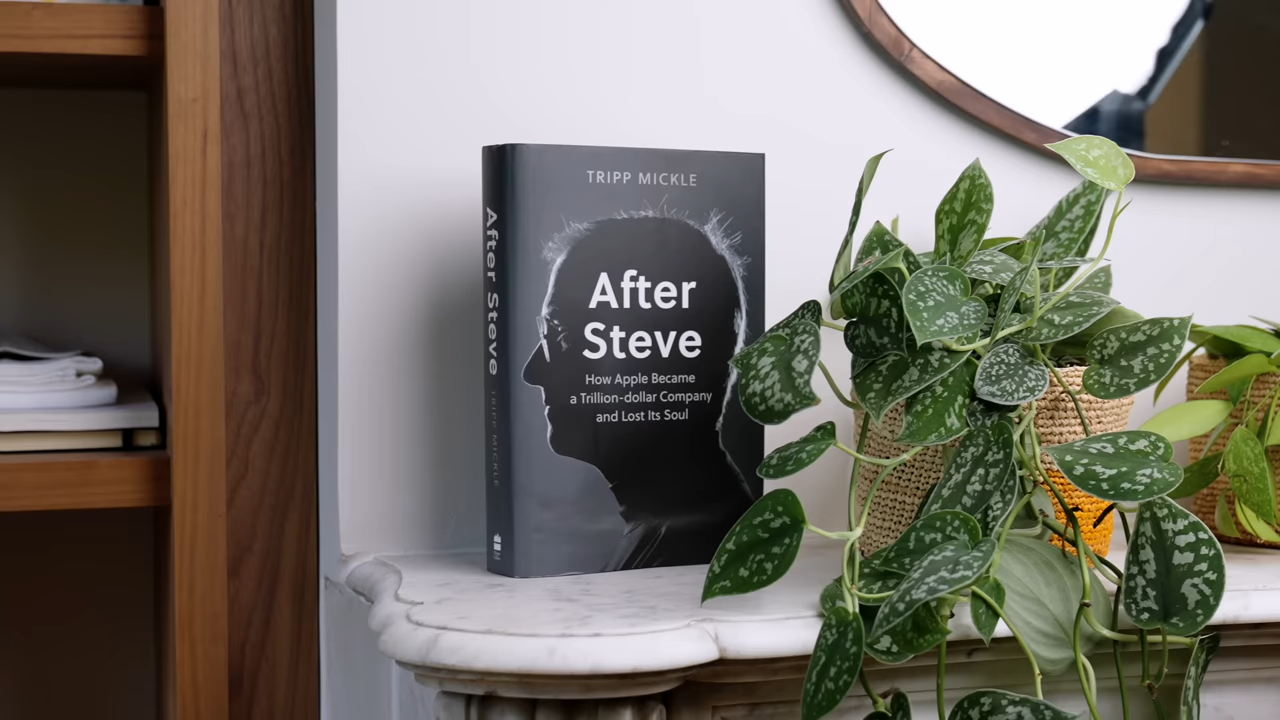 TRIPP MICKLE
After
Steve
How Apple Became
a Trillion-dollar Company
and Lost Its Soul
After Steve
TRIPP MICKLE